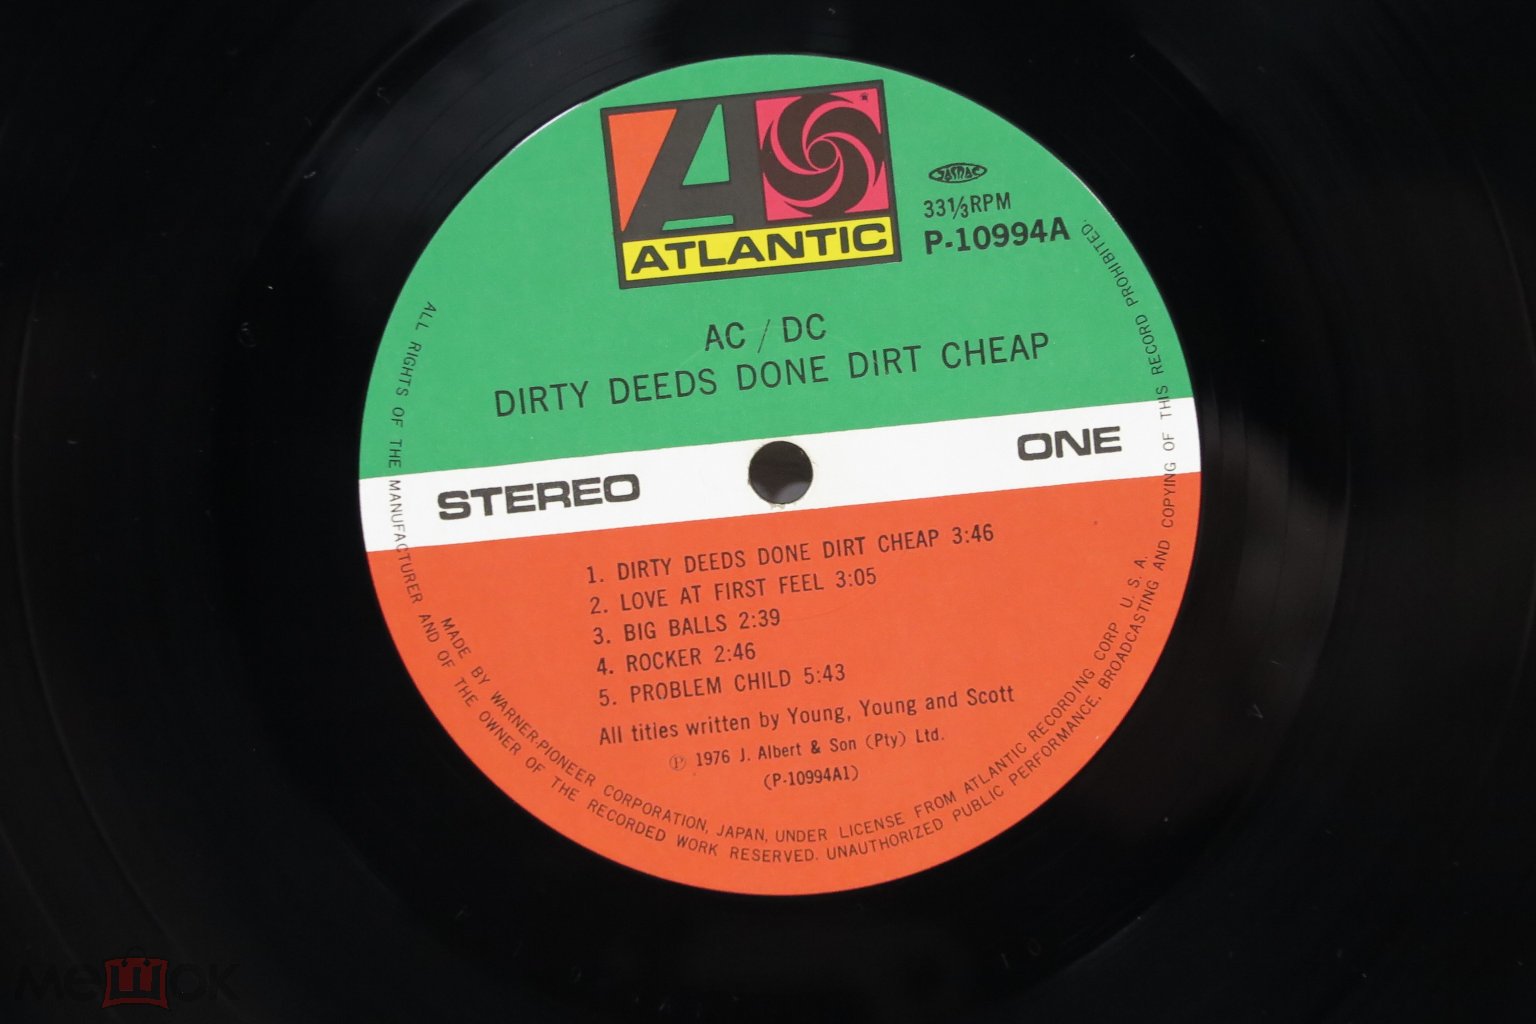 ATLANTIC
JASRAC
33⅓RPM
P-10994A
AC / DC
DIRTY DEEDS DONE DIRT CHEAP
STEREO
ONE
1. DIRTY DEEDS DONE DIRT CHEAP 3:46
2. LOVE AT FIRST FEEL 3:05
3. BIG BALLS 2:39
4. ROCKER 2:46
5. PROBLEM CHILD 5:43
All titles written by Young, Young and Scott
Ⓟ 1976 J. Albert & Son (Pty) Ltd.
(P-10994A1)
MADE BY WARNER-PIONEER CORPORATION, JAPAN, UNDER LICENSE FROM ATLANTIC RECORDING CORP. U. S. A.
ALL RIGHTS OF THE MANUFACTURER AND OF THE OWNER OF THE RECORDED WORK RESERVED. UNAUTHORIZED PUBLIC PERFORMANCE, BROADCASTING AND COPYING OF THIS RECORD PROHIBITED.
мешок